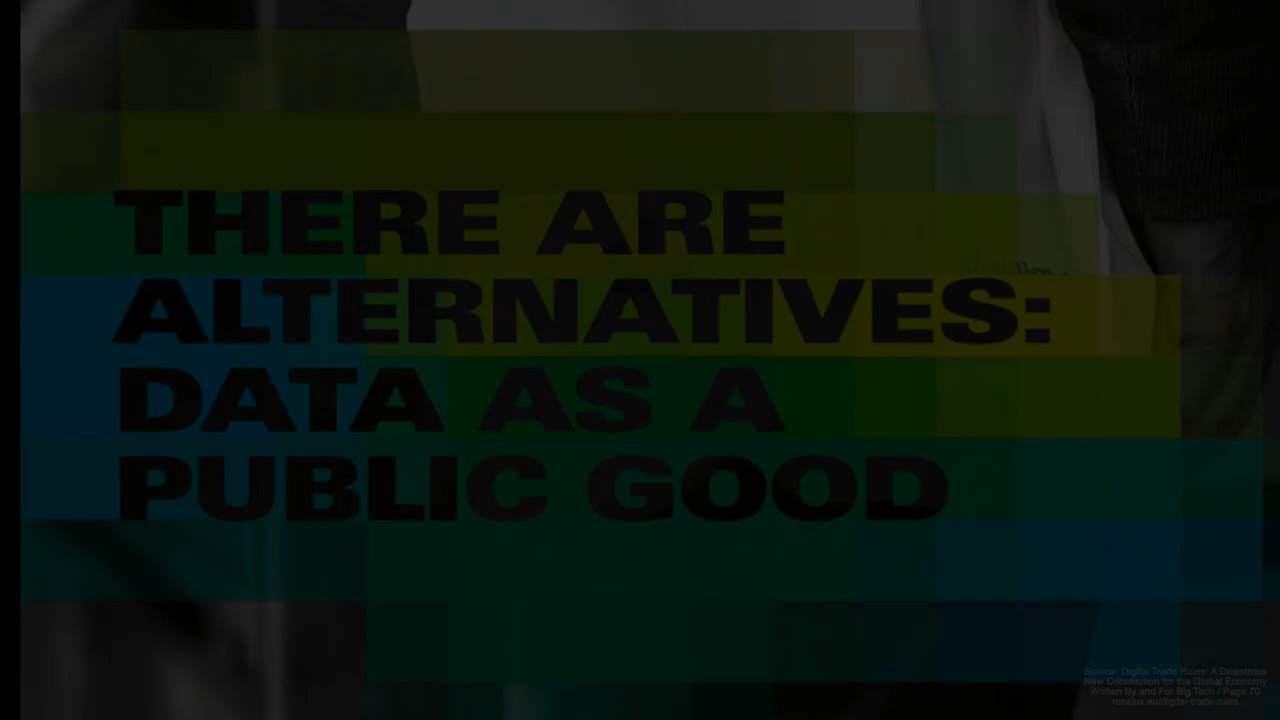 THERE ARE
ALTERNATIVES:
DATA AS A
PUBLIC GOOD
Source: Digital Trade Rules: A Disastrous
New Constitution for the Global Economy
Written By and For Big Tech / Page 70
rosalux.eu/digital-trade-rules